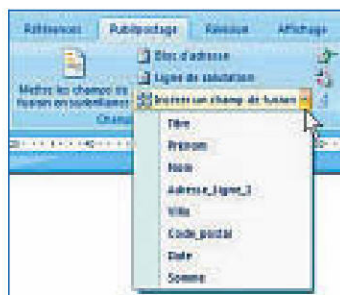 Références Publipostage Révision Affichage
Bloc d'adresse
Ligne de salutation
Mettre les champs de
fusion en surbrillance
Insérer un champ de fusion
Champ
Titre
Prénom
Nom
Adresse_ligne_1
Ville
Code_postal
Date
Somme